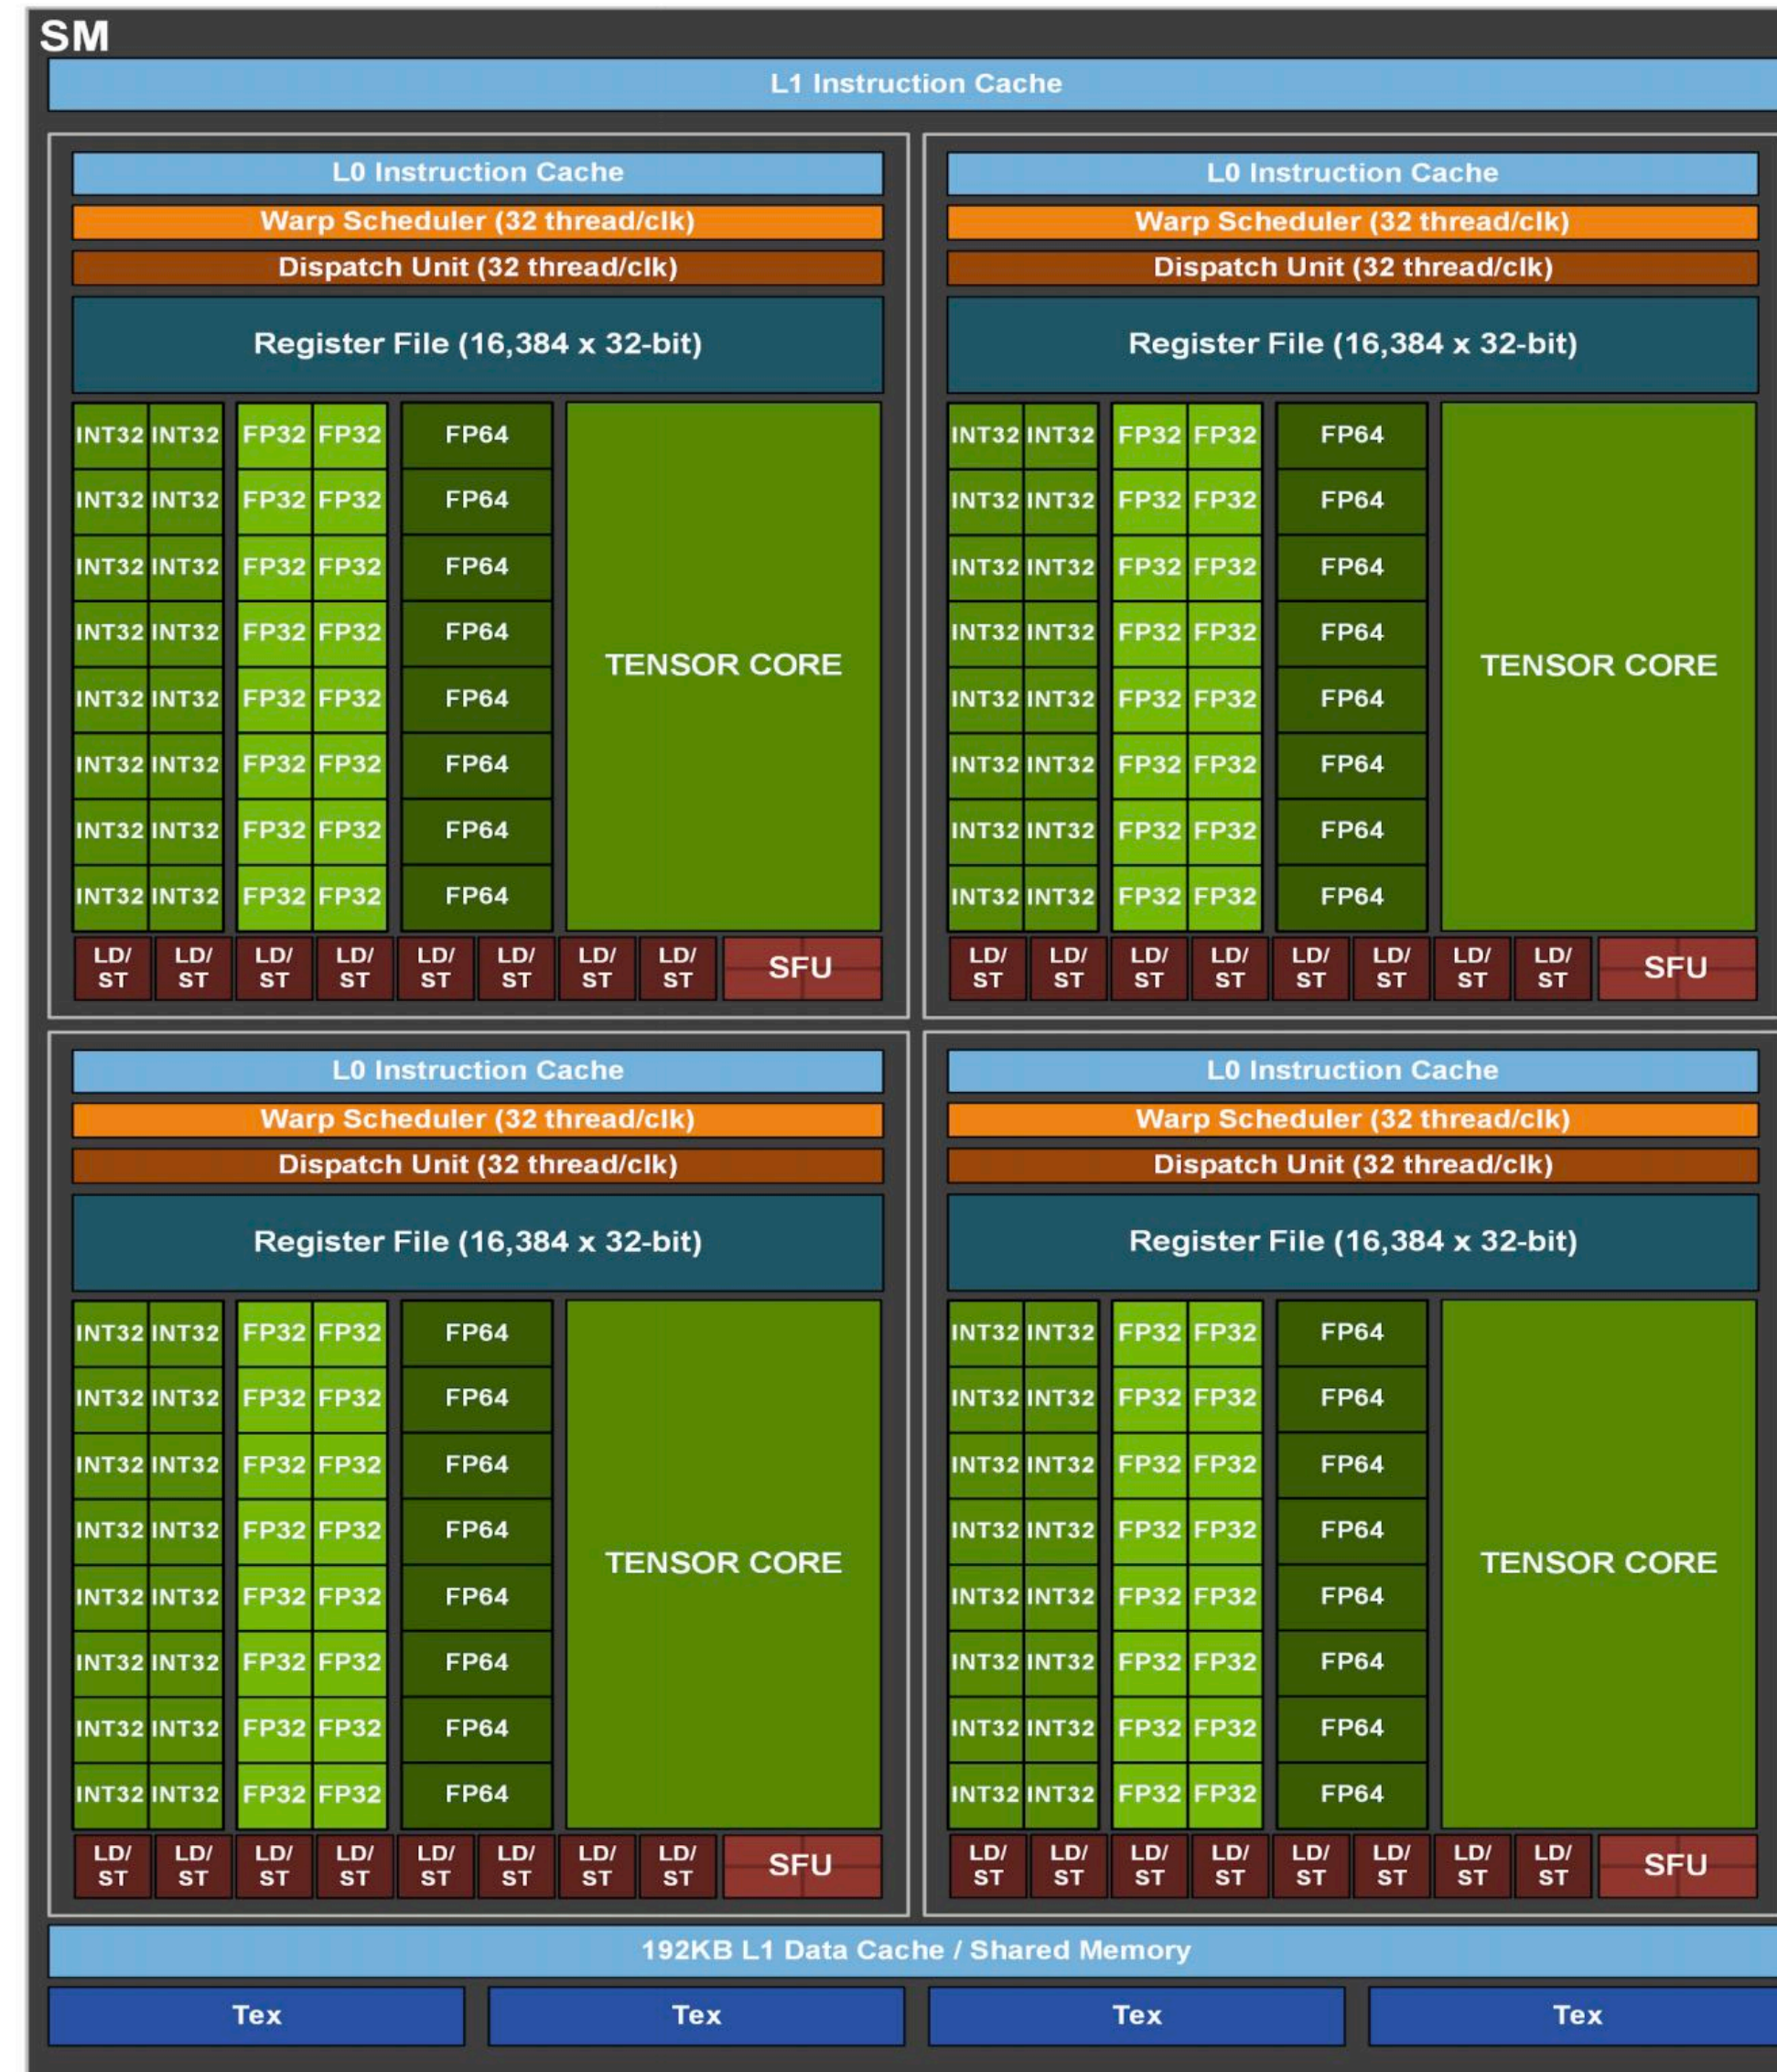 SM
L1 Instruction Cache
L0 Instruction Cache
Warp Scheduler (32 thread/clk)
Dispatch Unit (32 thread/clk)
Register File (16,384 x 32-bit)
INT32 INT32 FP32 FP32 FP64
INT32 INT32 FP32 FP32 FP64
INT32 INT32 FP32 FP32 FP64
INT32 INT32 FP32 FP32 FP64
TENSOR CORE
INT32 INT32 FP32 FP32 FP64
INT32 INT32 FP32 FP32 FP64
INT32 INT32 FP32 FP32 FP64
INT32 INT32 FP32 FP32 FP64
LD/ LD/ LD/ LD/ LD/ LD/ LD/ LD/
ST ST ST ST ST ST ST ST
SFU
L0 Instruction Cache
Warp Scheduler (32 thread/clk)
Dispatch Unit (32 thread/clk)
Register File (16,384 x 32-bit)
INT32 INT32 FP32 FP32 FP64
INT32 INT32 FP32 FP32 FP64
INT32 INT32 FP32 FP32 FP64
INT32 INT32 FP32 FP32 FP64
TENSOR CORE
INT32 INT32 FP32 FP32 FP64
INT32 INT32 FP32 FP32 FP64
INT32 INT32 FP32 FP32 FP64
INT32 INT32 FP32 FP32 FP64
LD/ LD/ LD/ LD/ LD/ LD/ LD/ LD/
ST ST ST ST ST ST ST ST
SFU
L0 Instruction Cache
Warp Scheduler (32 thread/clk)
Dispatch Unit (32 thread/clk)
Register File (16,384 x 32-bit)
INT32 INT32 FP32 FP32 FP64
INT32 INT32 FP32 FP32 FP64
INT32 INT32 FP32 FP32 FP64
INT32 INT32 FP32 FP32 FP64
TENSOR CORE
INT32 INT32 FP32 FP32 FP64
INT32 INT32 FP32 FP32 FP64
INT32 INT32 FP32 FP32 FP64
INT32 INT32 FP32 FP32 FP64
LD/ LD/ LD/ LD/ LD/ LD/ LD/ LD/
ST ST ST ST ST ST ST ST
SFU
L0 Instruction Cache
Warp Scheduler (32 thread/clk)
Dispatch Unit (32 thread/clk)
Register File (16,384 x 32-bit)
INT32 INT32 FP32 FP32 FP64
INT32 INT32 FP32 FP32 FP64
INT32 INT32 FP32 FP32 FP64
INT32 INT32 FP32 FP32 FP64
TENSOR CORE
INT32 INT32 FP32 FP32 FP64
INT32 INT32 FP32 FP32 FP64
INT32 INT32 FP32 FP32 FP64
INT32 INT32 FP32 FP32 FP64
LD/ LD/ LD/ LD/ LD/ LD/ LD/ LD/
ST ST ST ST ST ST ST ST
SFU
192KB L1 Data Cache / Shared Memory
Tex Tex Tex Tex